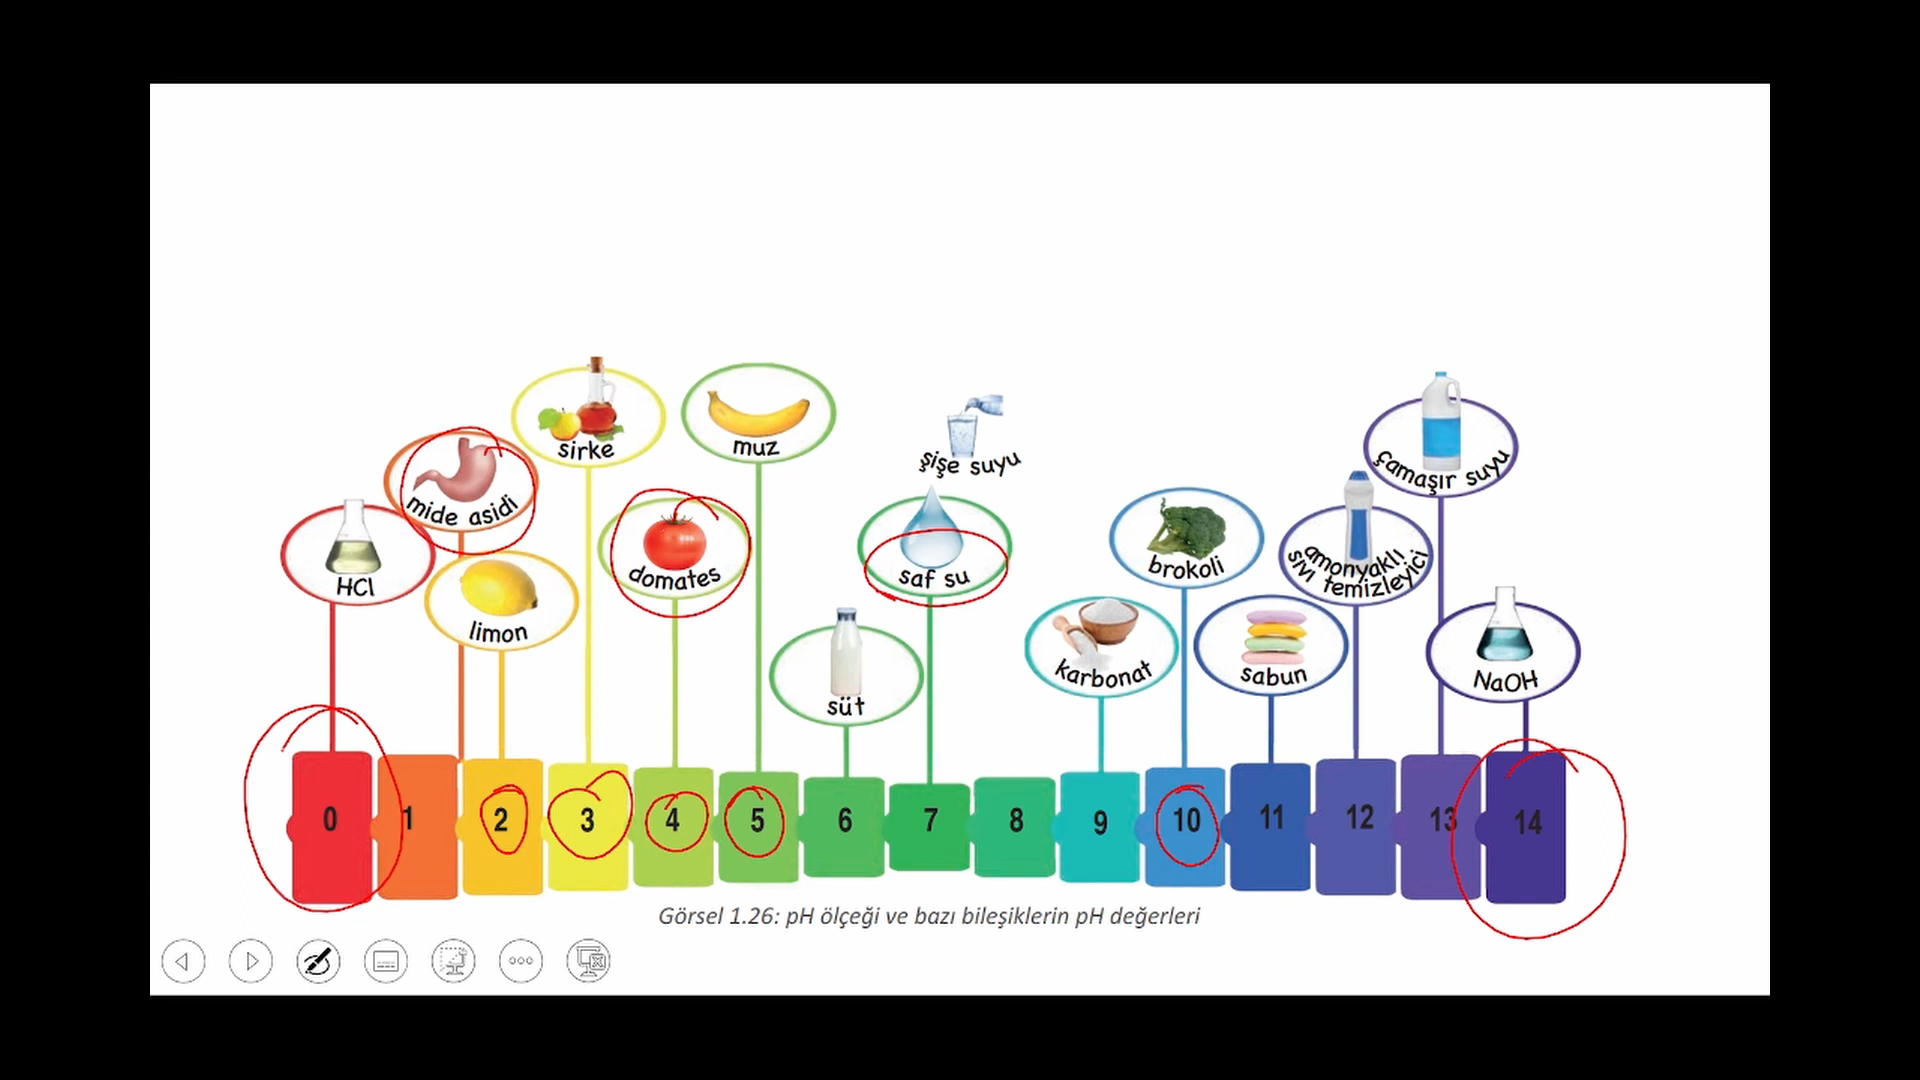 sirke
muz
şişe suyu
çamaşır suyu
mide asidi
HCl
domates
saf su
brokoli
amonyaklı
sıvı temizleyici
limon
karbonat
sabun
NaOH
süt
0 1 2 3 4 5 6 7 8 9 10 11 12 13 14
Görsel 1.26: pH ölçeği ve bazı bileşiklerin pH değerleri